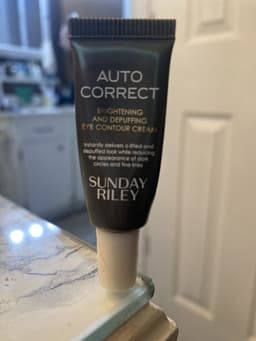 AUTO
CORRECT
BRIGHTENING
AND DEPUFFING
EYE CONTOUR CREAM
Instantly delivers a lifted and
depuffed look while reducing
the appearance of dark
circles and fine lines
SUNDAY
RILEY